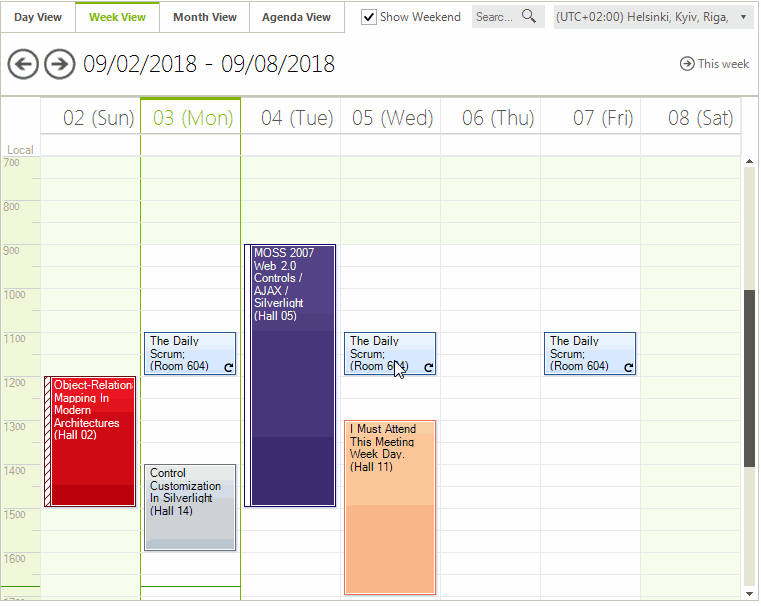 Day View Week View Month View Agenda View Show Weekend Searc... (UTC+02:00) Helsinki, Kyiv, Riga,
09/02/2018 - 09/08/2018 This week
02 (Sun) 03 (Mon) 04 (Tue) 05 (Wed) 06 (Thu) 07 (Fri) 08 (Sat)
Local
700
800
900
1000
1100
1200
1300
1400
1500
1600
Object-Relation
Mapping In
Modern
Architectures
(Hall 02)
The Daily
Scrum;
(Room 604)
Control
Customization
In Silverlight
(Hall 14)
MOSS 2007
Web 2.0
Controls /
AJAX /
Silverlight
(Hall 05)
The Daily
Scrum;
(Room 604)
I Must Attend
This Meeting
Week Day.
(Hall 11)
The Daily
Scrum;
(Room 604)